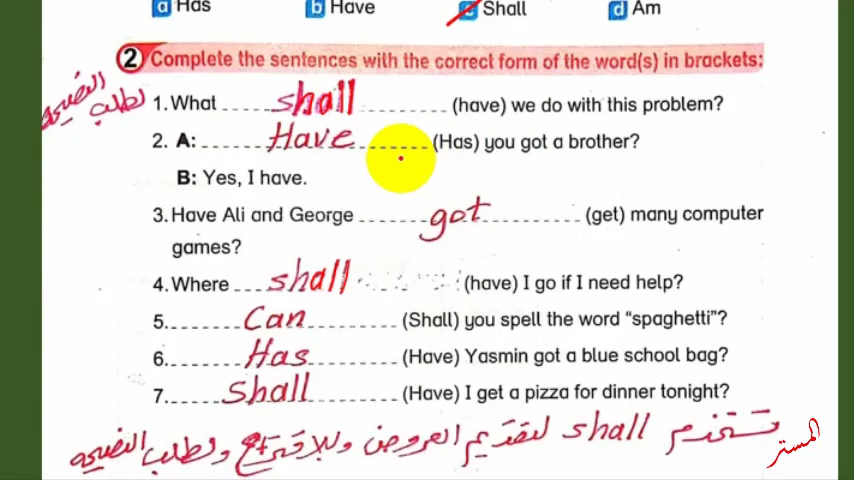 a Has b Have c Shall d Am
2 Complete the sentences with the correct form of the word(s) in brackets:
لطلب النصيحة
1. What shall (have) we do with this problem?
2. A: Have (Has) you got a brother?
B: Yes, I have.
3. Have Ali and George got (get) many computer
games?
4. Where shall (have) I go if I need help?
5. Can (Shall) you spell the word “spaghetti”?
6. Has (Have) Yasmin got a blue school bag?
7. Shall (Have) I get a pizza for dinner tonight?
تستخدم shall لتقديم العروض وللاقتراح ولطلب النصيحه
المستر